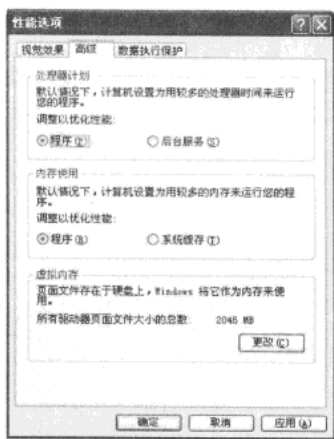 性能选项
视觉效果 高级 数据执行保护
处理器计划
默认情况下，计算机设置为用较多的处理器时间来运行
您的程序。
调整以优化性能:
程序(P) 后台服务(S)
内存使用
默认情况下，计算机设置为用较多的内存来运行您的程
序。
调整以优化性能:
程序(R) 系统缓存(T)
虚拟内存
页面文件存在于硬盘上，Windows 将它作为内存来使
用。
所有驱动器页面文件大小的总数: 2046 MB
更改(C)
确定 取消 应用(A)